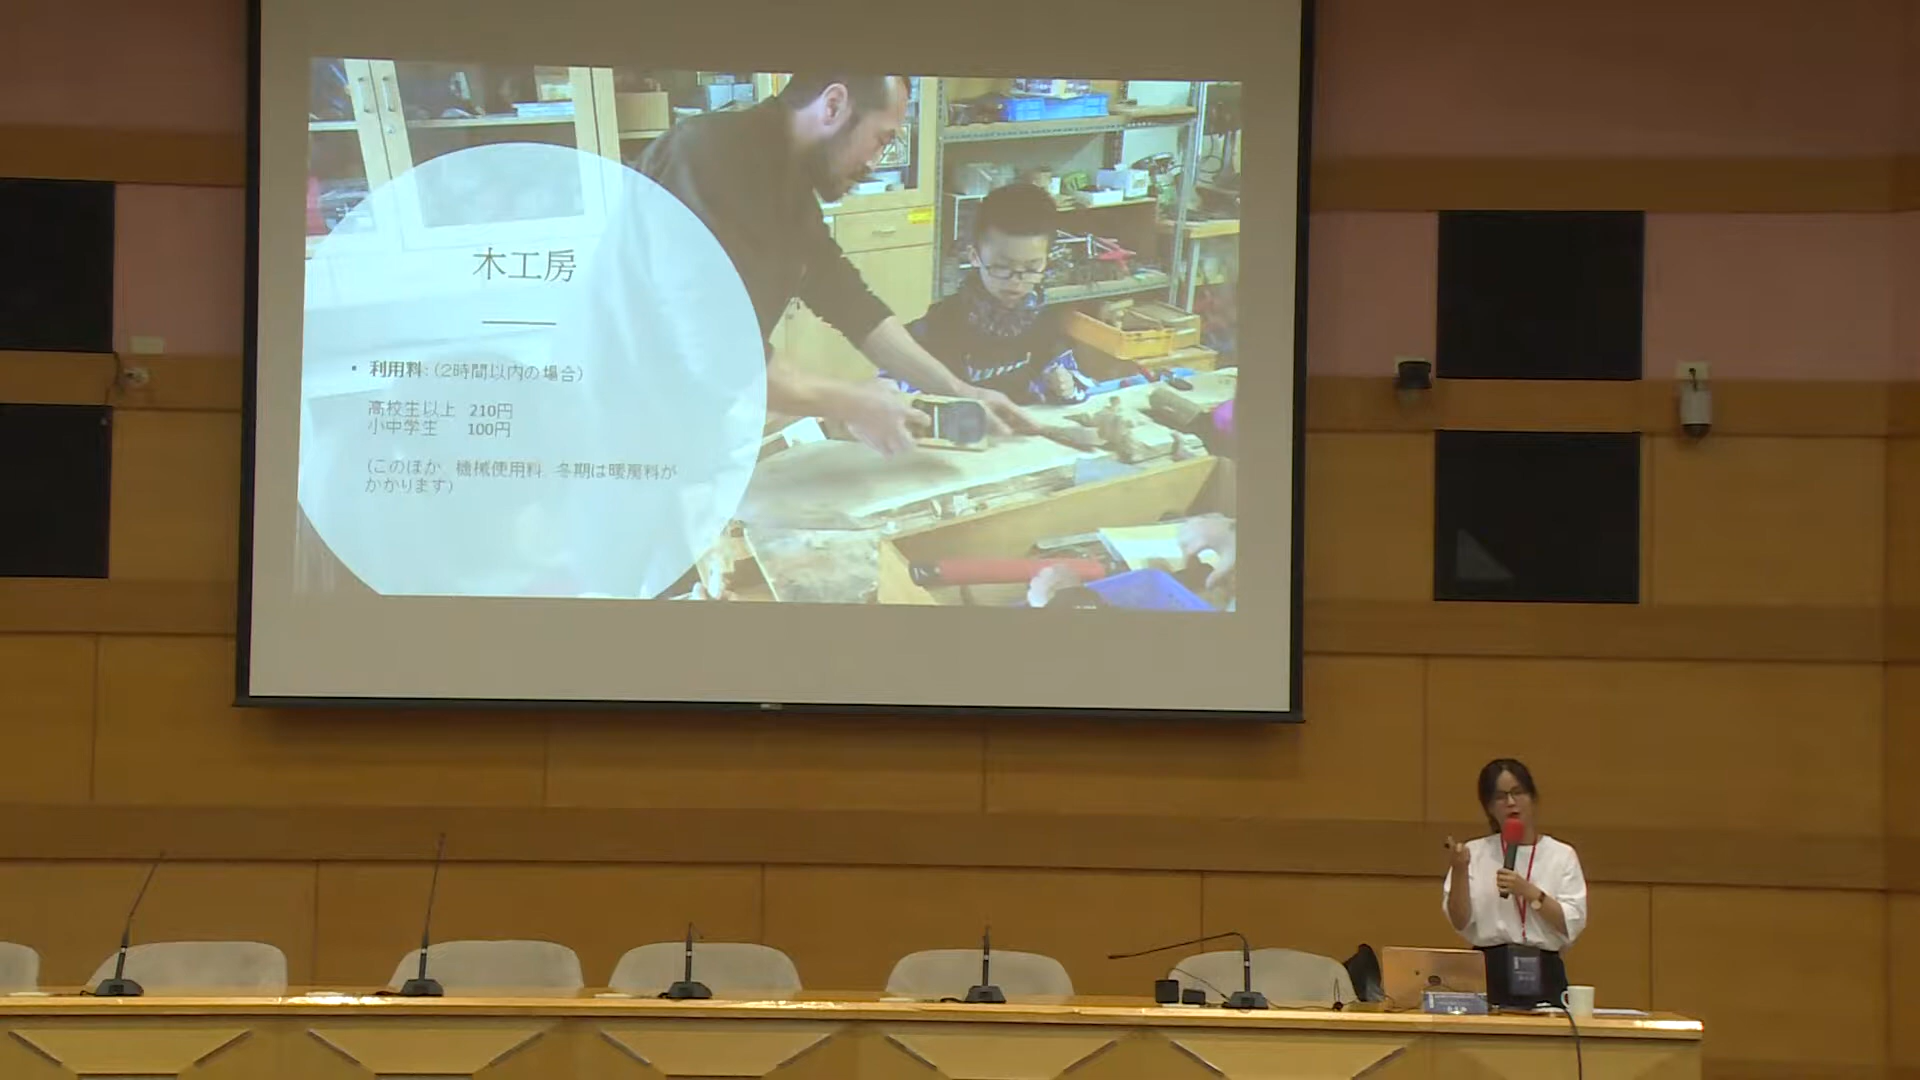 木工房
▪ 利用料: (2時間以内の場合)
高校生以上 210円
小中学生 100円
(このほか、機械使用料、冬期は暖房料が
かかります)